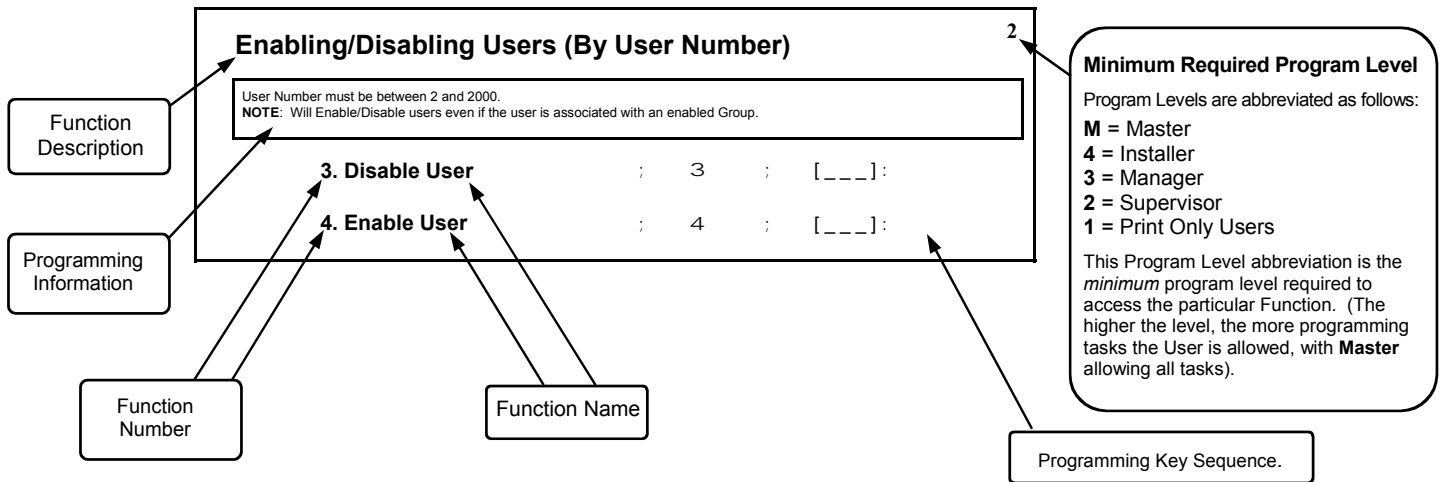 Enabling/Disabling Users (By User Number)
2
User Number must be between 2 and 2000.
NOTE: Will Enable/Disable users even if the user is associated with an enabled Group.
3. Disable User ; 3 ; [___]:
4. Enable User ; 4 ; [___]:
Function
Description
Programming
Information
Function
Number
Function Name
Programming Key Sequence.
Minimum Required Program Level
Program Levels are abbreviated as follows:
M = Master
4 = Installer
3 = Manager
2 = Supervisor
1 = Print Only Users
This Program Level abbreviation is the
minimum program level required to
access the particular Function. (The
higher the level, the more programming
tasks the User is allowed, with Master
allowing all tasks).